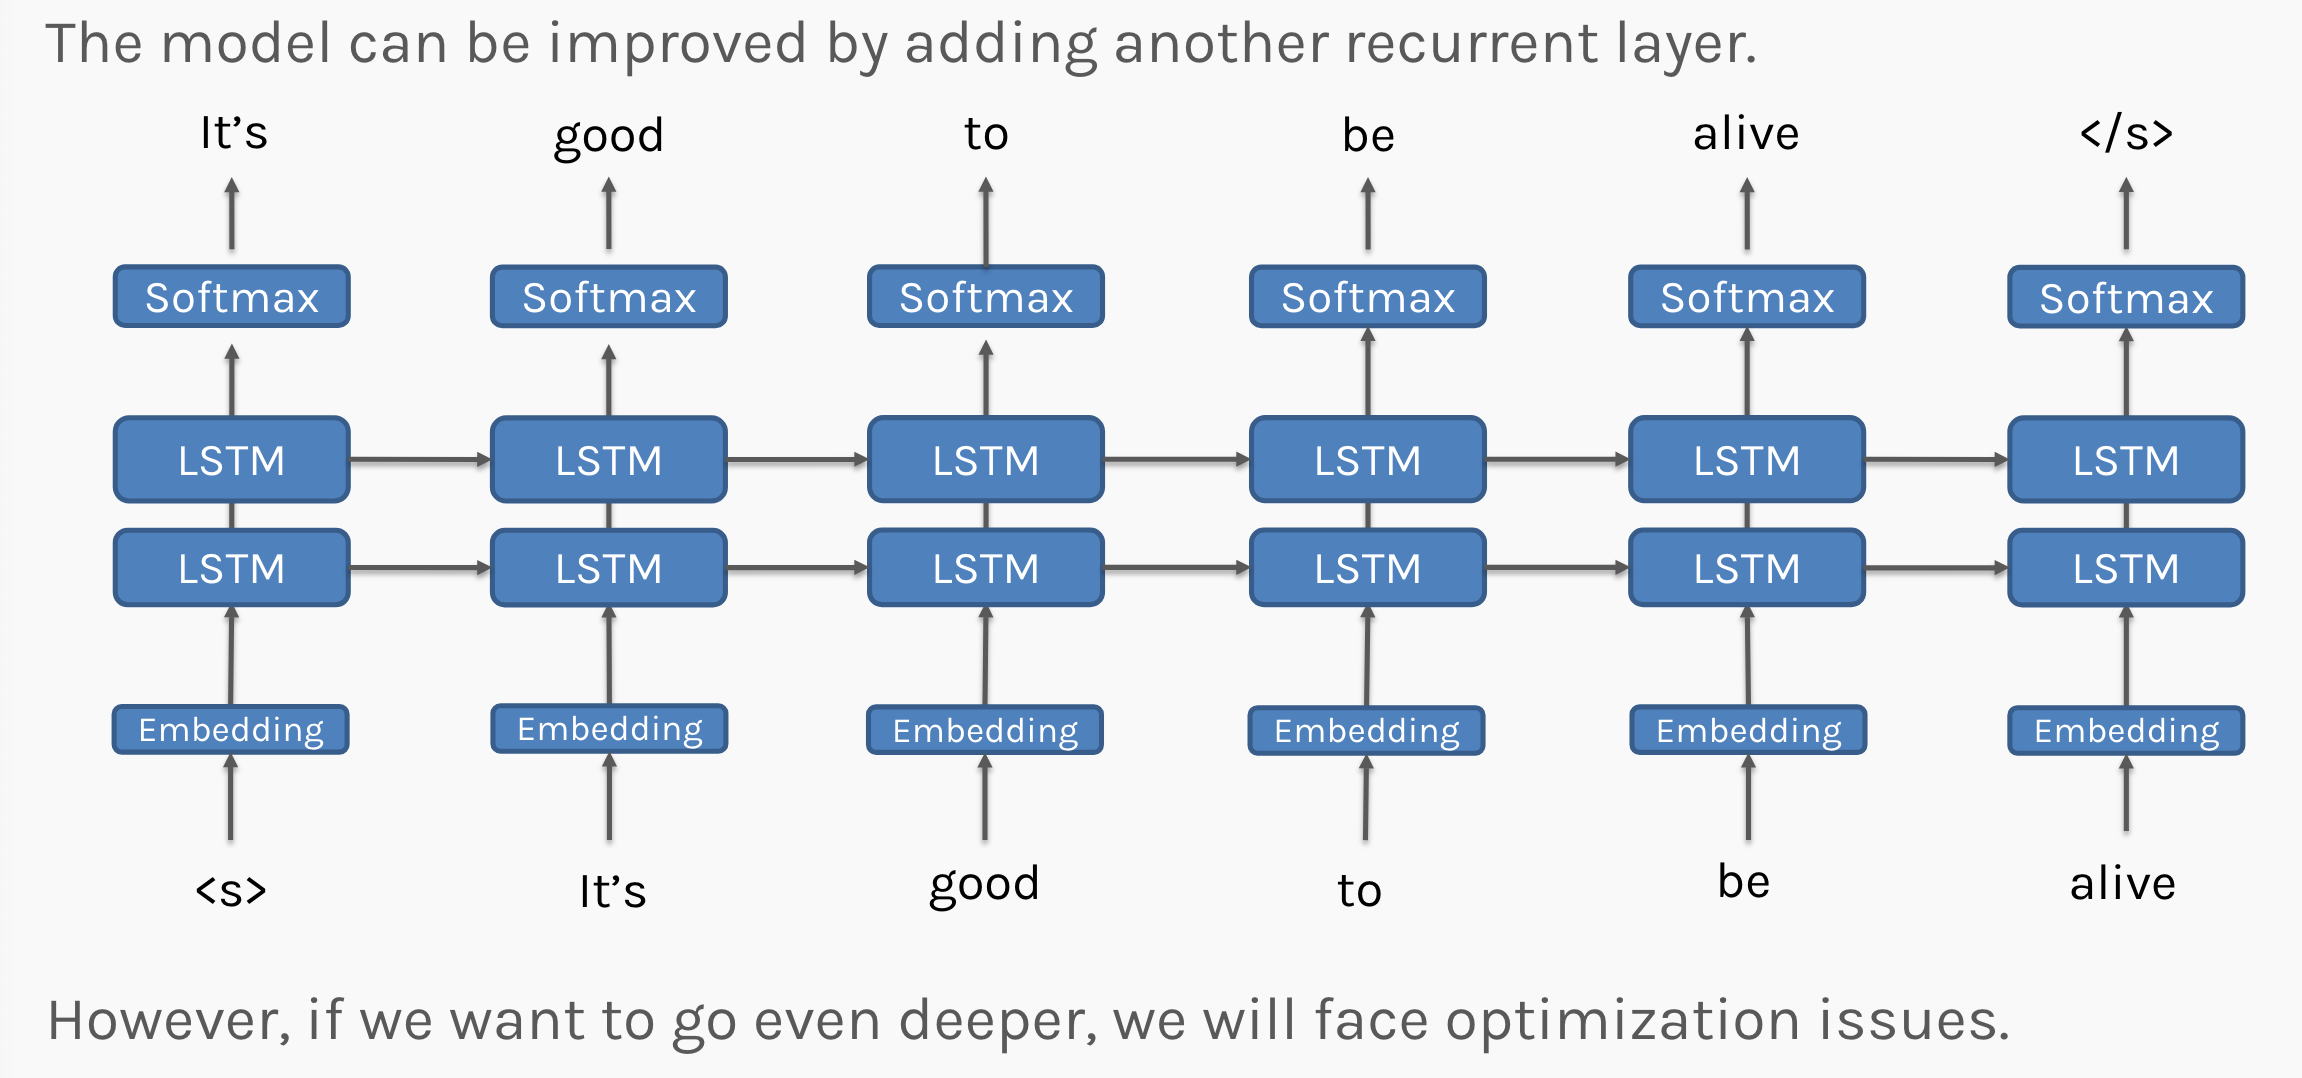 The model can be improved by adding another recurrent layer.
It’s good to be alive </s>
Softmax Softmax Softmax Softmax Softmax Softmax
LSTM LSTM LSTM LSTM LSTM LSTM
LSTM LSTM LSTM LSTM LSTM LSTM
Embedding Embedding Embedding Embedding Embedding Embedding
<s> It’s good to be alive
However, if we want to go even deeper, we will face optimization issues.